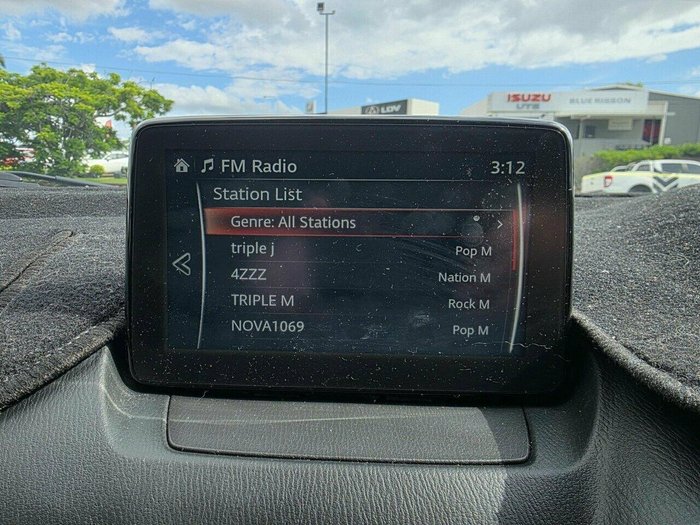 LDV
ISUZU
UTE
BLUE RIBBON
FM Radio
3:12
Station List
Genre: All Stations
triple j Pop M
4ZZZ Nation M
TRIPLE M Rock M
NOVA1069 Pop M